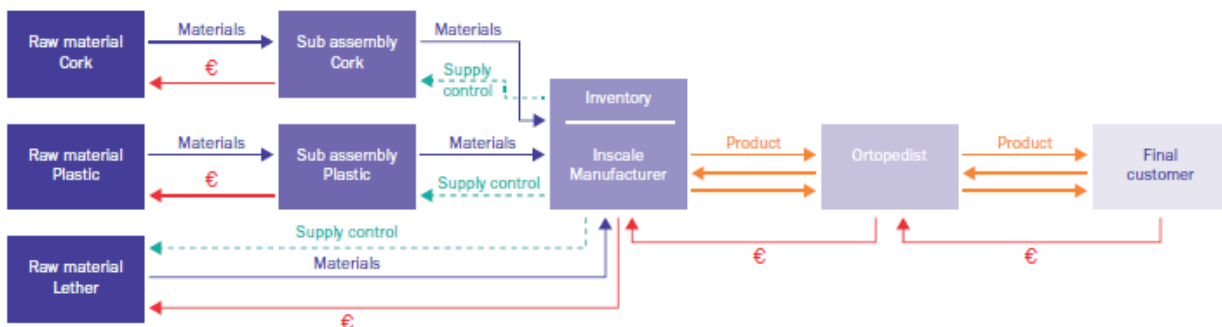 Raw material
Cork
Materials
€
Sub assembly
Cork
Materials
Supply
control
Raw material
Plastic
Materials
€
Sub assembly
Plastic
Materials
Supply control
Inventory
Inscale
Manufacturer
Product
Ortopedist
Product
Final
customer
Raw material
Lether
Supply control
Materials
€
€
€